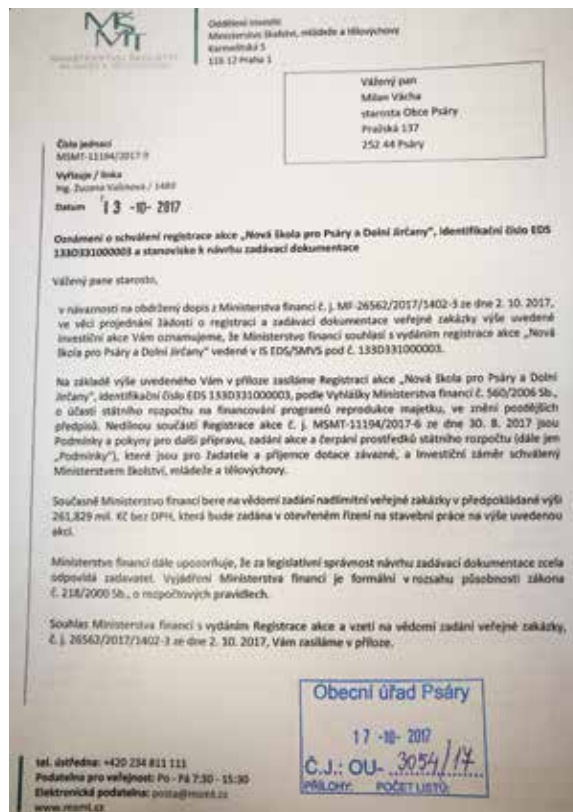 MŠMT
MINISTERSTVO ŠKOLSTVÍ,
MLÁDEŽE A TĚLOVÝCHOVY
Oddělení investic
Ministerstvo školství, mládeže a tělovýchovy
Karmelitská 5
118 12 Praha 1
Vážený pan
Milan Vácha
starosta Obce Psáry
Pražská 137
252 44 Psáry
Číslo jednací
MSMT-11194/2017-9
Vyřizuje / linka
Ing. Zuzana / 1480
Datum 13 -10- 2017
Oznámení o schválení registrace akce „Nová škola pro Psáry a Dolní Jirčany", identifikační číslo EDS
133D331000003 a stanovisko k návrhu zadávací dokumentace
Vážený pane starosto,
v návaznosti na obdržený dopis z Ministerstva financí č. j. MF-26562/2017/1402-3 ze dne 2. 10. 2017,
ve věci projednání žádosti o registraci a zadávací dokumentace veřejné zakázky výše uvedené
investiční akce Vám oznamujeme, že Ministerstvo financí souhlasí s vydáním registrace akce „Nová
škola pro Psáry a Dolní Jirčany" vedené v IS EDS/SMVS pod č. 133D331000003.
Na základě výše uvedeného Vám v příloze zasíláme Registraci akce „Nová škola pro Psáry a Dolní
Jirčany", identifikační číslo EDS 133D331000003, podle Vyhlášky Ministerstva financí č. 560/2006 Sb.,
o účasti státního rozpočtu na financování programů reprodukce majetku, ve znění pozdějších
předpisů. Nedílnou součástí Registrace akce č. j. MSMT-11194/2017-6 ze dne 30. 8. 2017 jsou
Podmínky a pokyny pro další přípravu, zadání akce a čerpání prostředků státního rozpočtu (dále jen
„Podmínky"), které jsou pro žadatele a příjemce dotace závazné, a Investiční záměr schválený
Ministerstvem školství, mládeže a tělovýchovy.
Současně Ministerstvo financí bere na vědomí zadání nadlimitní veřejné zakázky v předpokládané výši
261,829 mil. Kč bez DPH, která bude zadána v otevřeném řízení na stavební práce na výše uvedenou
akci.
Ministerstvo financí dále upozorňuje, že za legislativní správnost návrhu zadávací dokumentace zcela
odpovídá zadavatel. Vyjádření Ministerstva financí je formální v rozsahu působnosti zákona
č. 218/2000 Sb., o rozpočtových pravidlech.
Souhlas Ministerstva financí s vydáním Registrace akce a vzetí na vědomí zadání veřejné zakázky,
č. j. 26562/2017/1402-3 ze dne 2. 10. 2017, Vám zasíláme v příloze.
Obecní úřad Psáry
17 -10- 2017
Č.J.: OU- 3054/17
PŘÍLOHY: POČET LISTŮ:
tel. ústředna: +420 234 811 111
Podatelna pro veřejnost: Po - Pá 7:30 - 15:30
Elektronická podatelna: posta@msmt.cz
www.msmt.cz